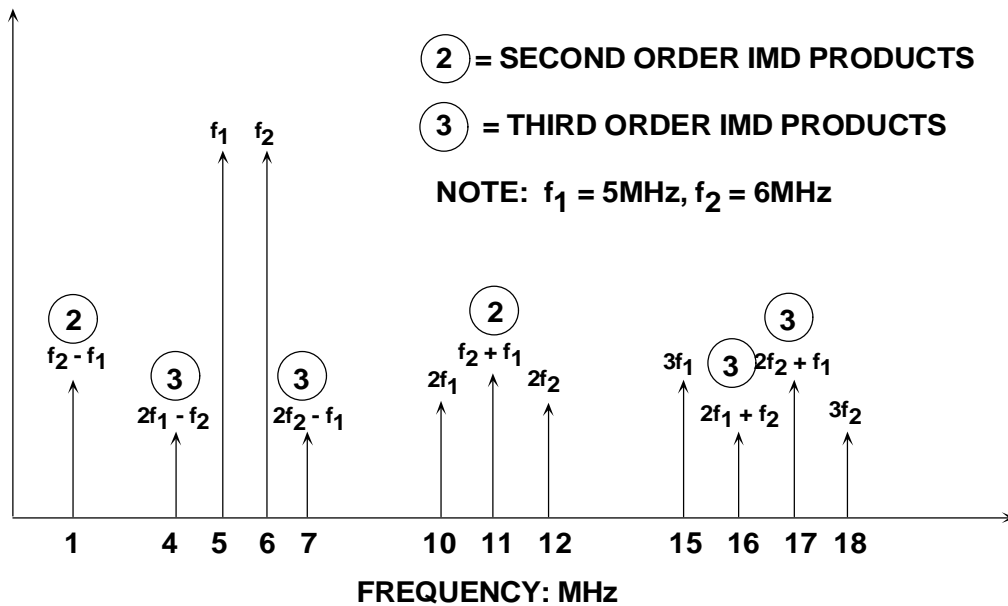 2 = SECOND ORDER IMD PRODUCTS
3 = THIRD ORDER IMD PRODUCTS
NOTE: f1 = 5MHz, f2 = 6MHz
f1 f2
2 2 3
f2 - f1 f2 + f1 2f2 + f1
3 3 2f1 2f2 3f1 3
2f1 - f2 2f2 - f1 2f1 + f2 3f2
1 4 5 6 7 10 11 12 15 16 17 18
FREQUENCY: MHz